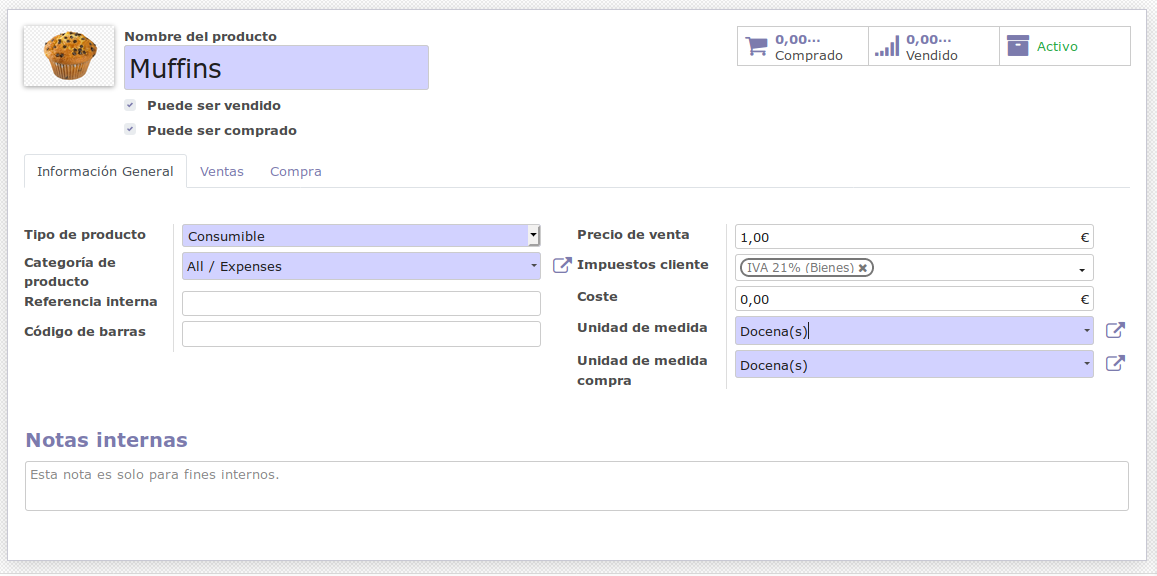 Nombre del producto
Muffins
Puede ser vendido
Puede ser comprado
0,00···
Comprado
0,00···
Vendido
Activo
Información General
Ventas
Compra
Tipo de producto
Consumible
Categoría de
producto
All / Expenses
Referencia interna
Código de barras
Precio de venta
1,00 €
Impuestos cliente
IVA 21% (Bienes)
Coste
0,00 €
Unidad de medida
Docena(s)
Unidad de medida
compra
Docena(s)
Notas internas
Esta nota es solo para fines internos.